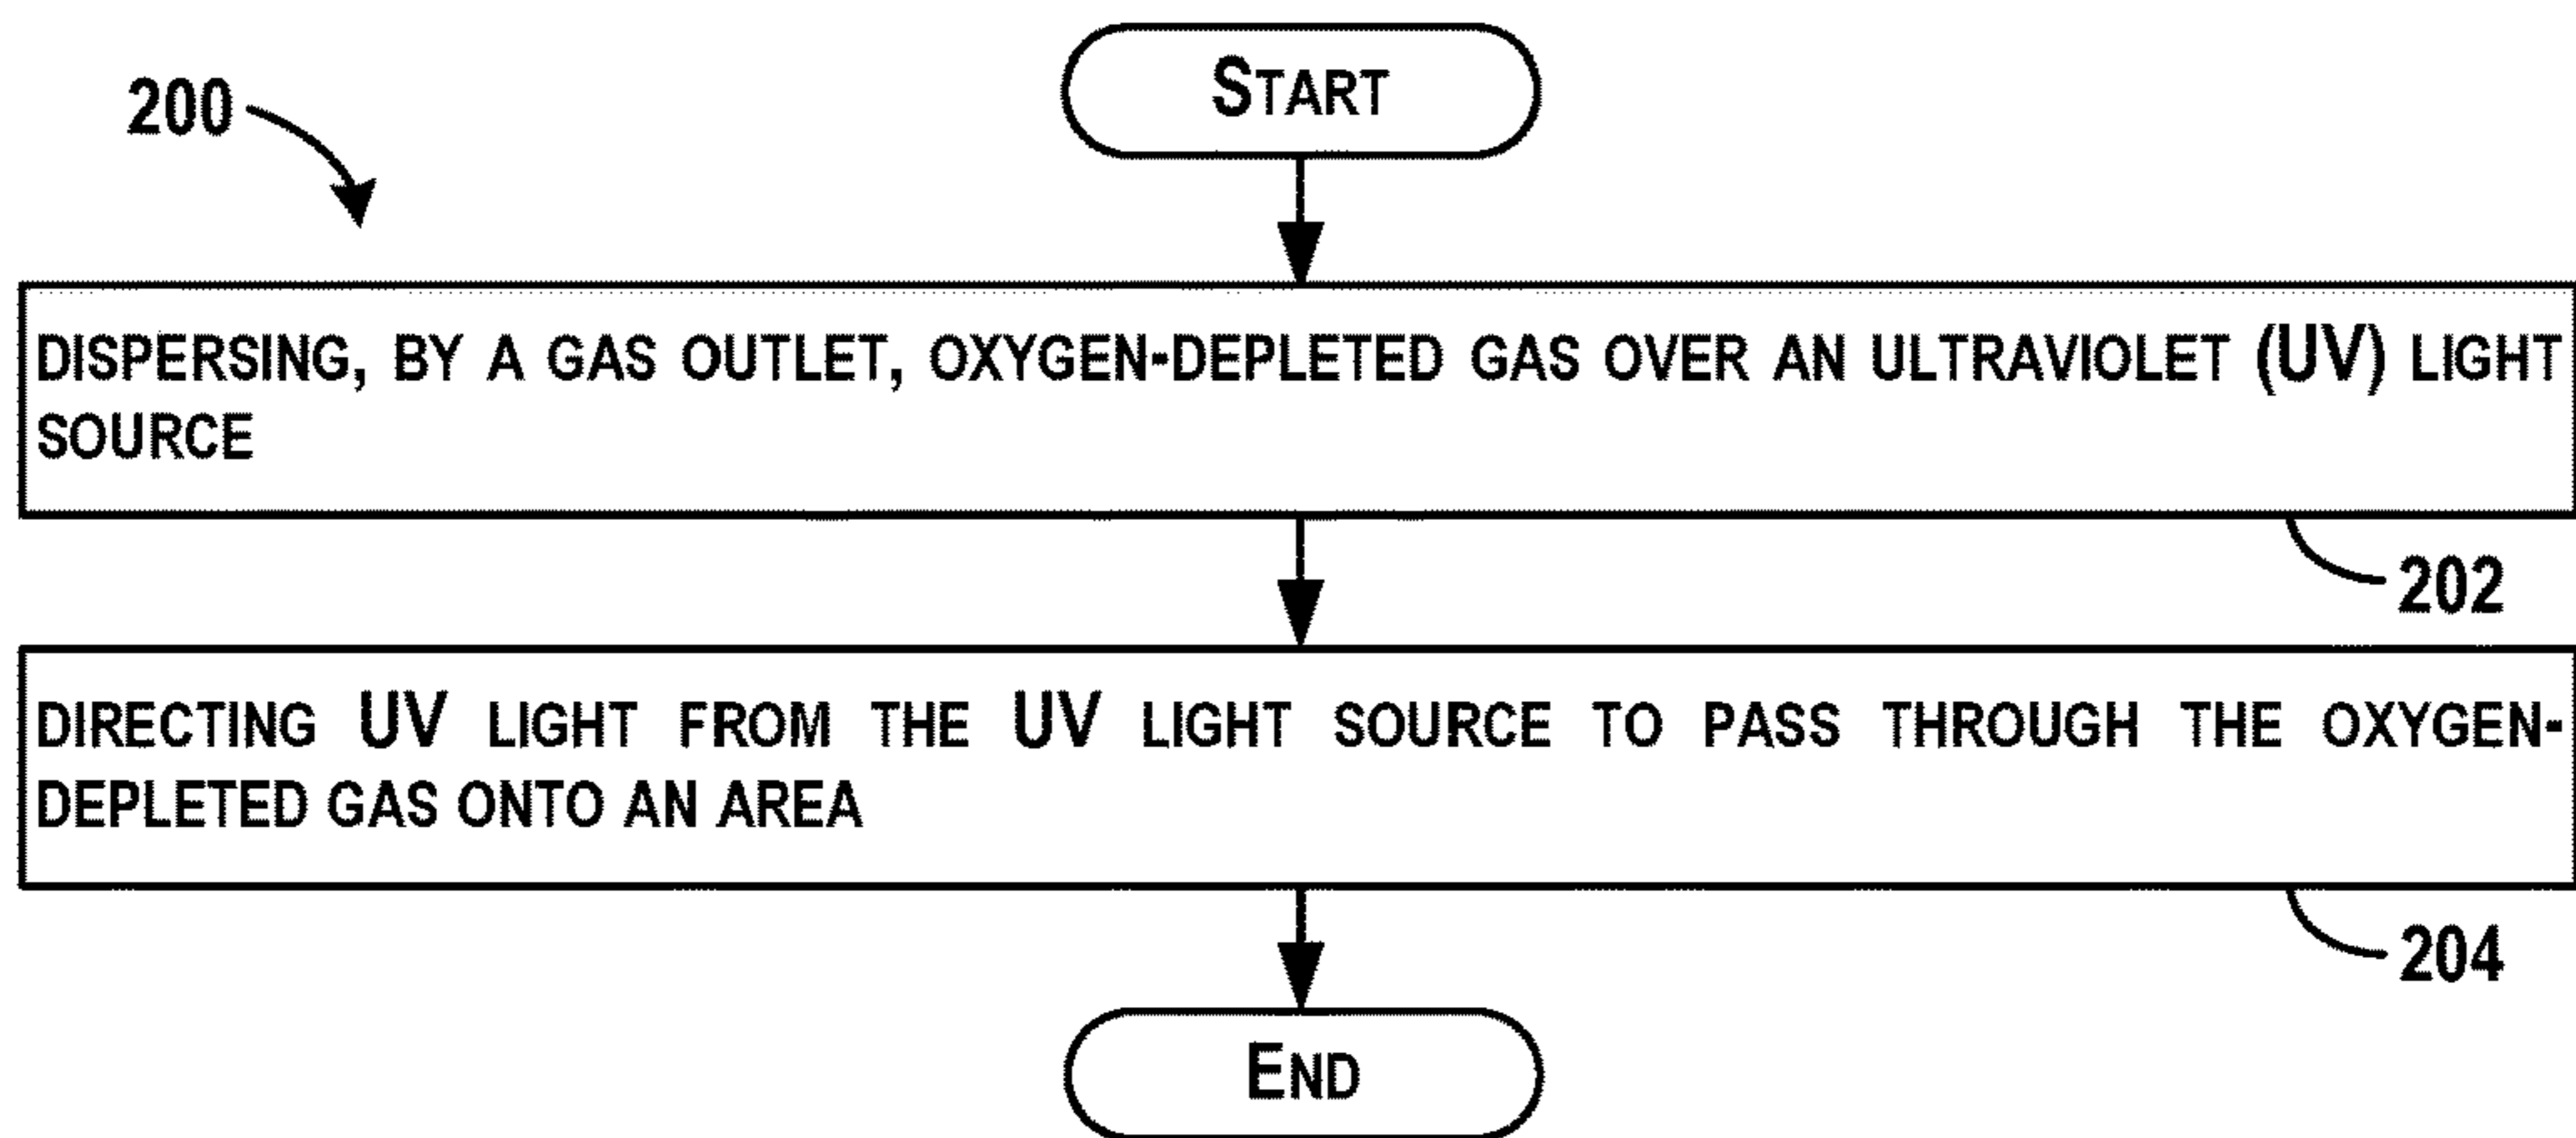 START
200
DISPERSING, BY A GAS OUTLET, OXYGEN-DEPLETED GAS OVER AN ULTRAVIOLET (UV) LIGHT
SOURCE
202
DIRECTING UV LIGHT FROM THE UV LIGHT SOURCE TO PASS THROUGH THE OXYGEN-
DEPLETED GAS ONTO AN AREA
204
END